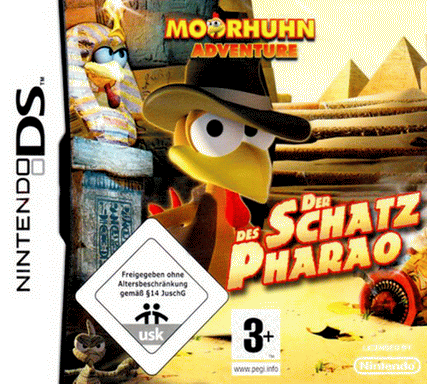 NINTENDO DS™
MOORHUHN
ADVENTURE
DER
SCHATZ
DES
PHARAO
Freigegeben ohne
Altersbeschränkung
gemäß §14 JuSchG
usk
3+
www.pegi.info
LICENSED BY
Nintendo